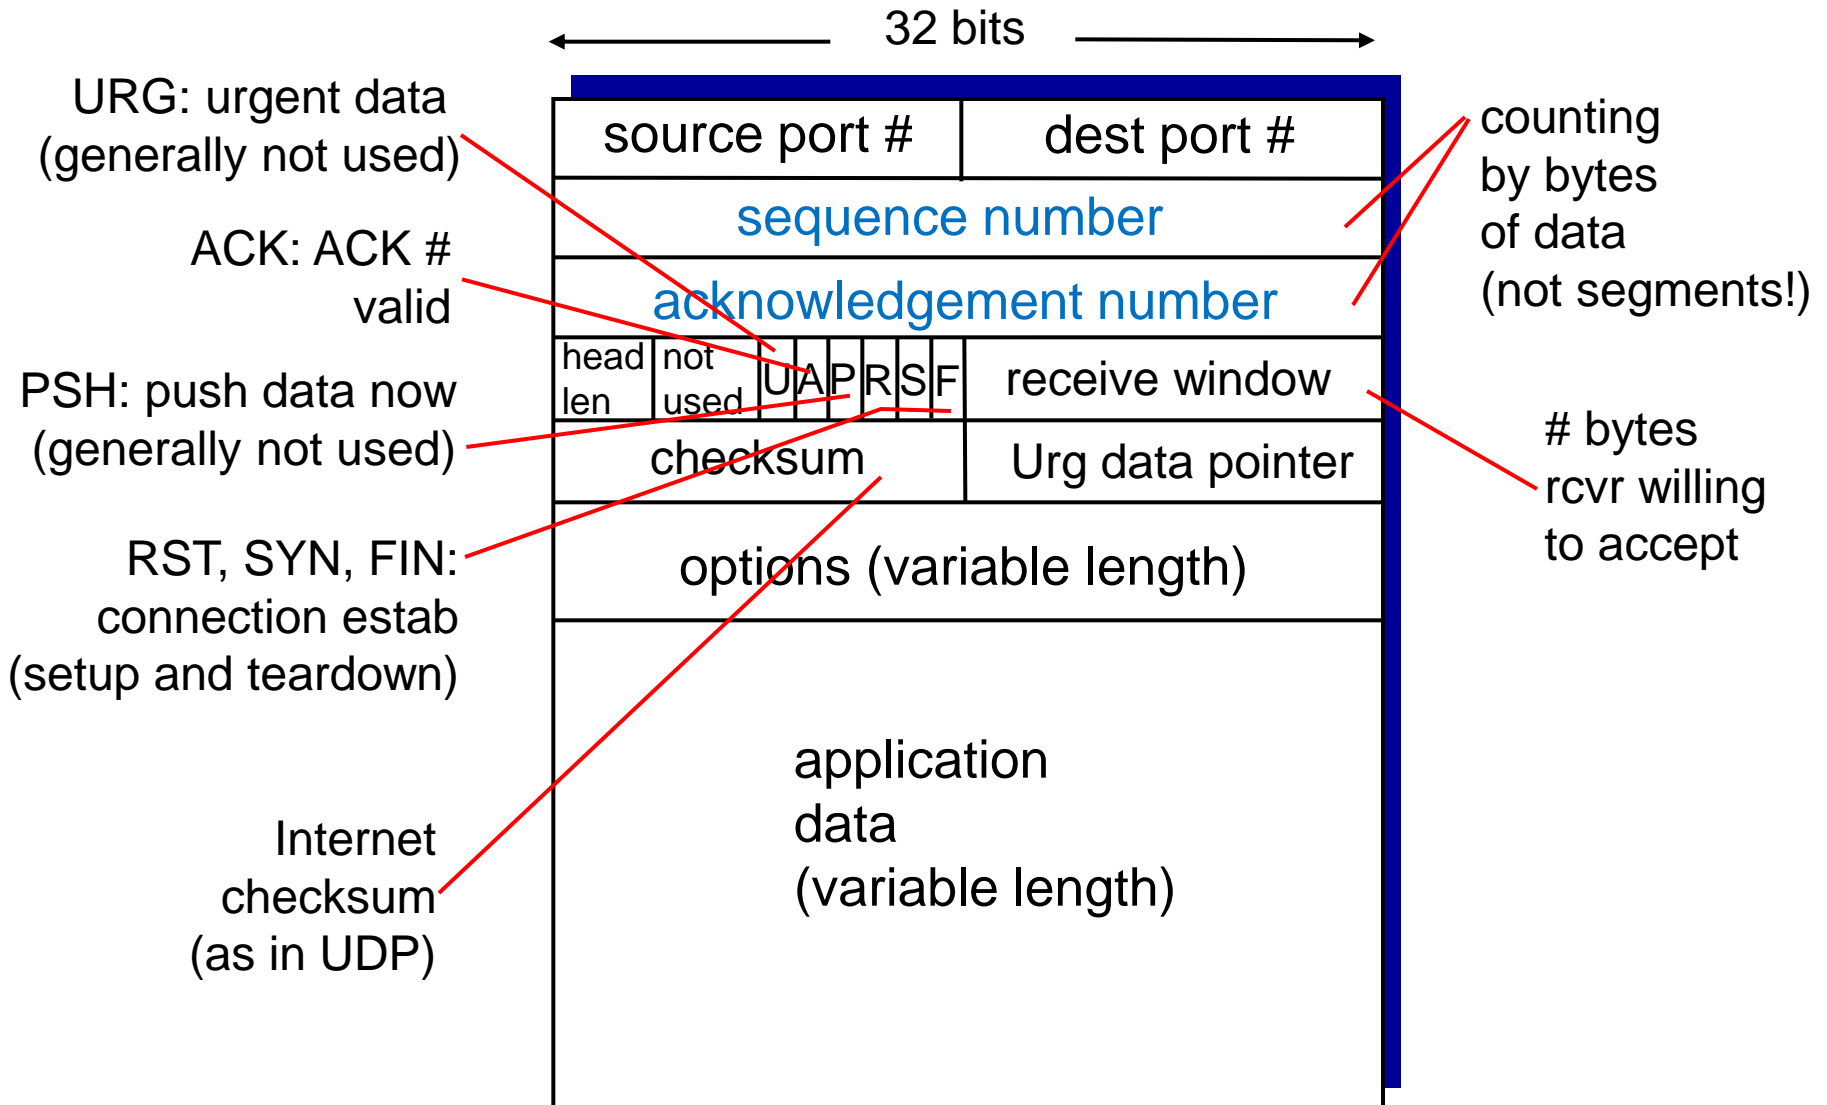 32 bits
URG: urgent data
(generally not used)
ACK: ACK #
valid
PSH: push data now
(generally not used)
RST, SYN, FIN:
connection estab
(setup and teardown)
Internet
checksum
(as in UDP)
source port #
dest port #
sequence number
acknowledgement number
head
len
not
used
U
A
P
R
S
F
receive window
checksum
Urg data pointer
options (variable length)
application
data
(variable length)
counting
by bytes
of data
(not segments!)
# bytes
rcvr willing
to accept